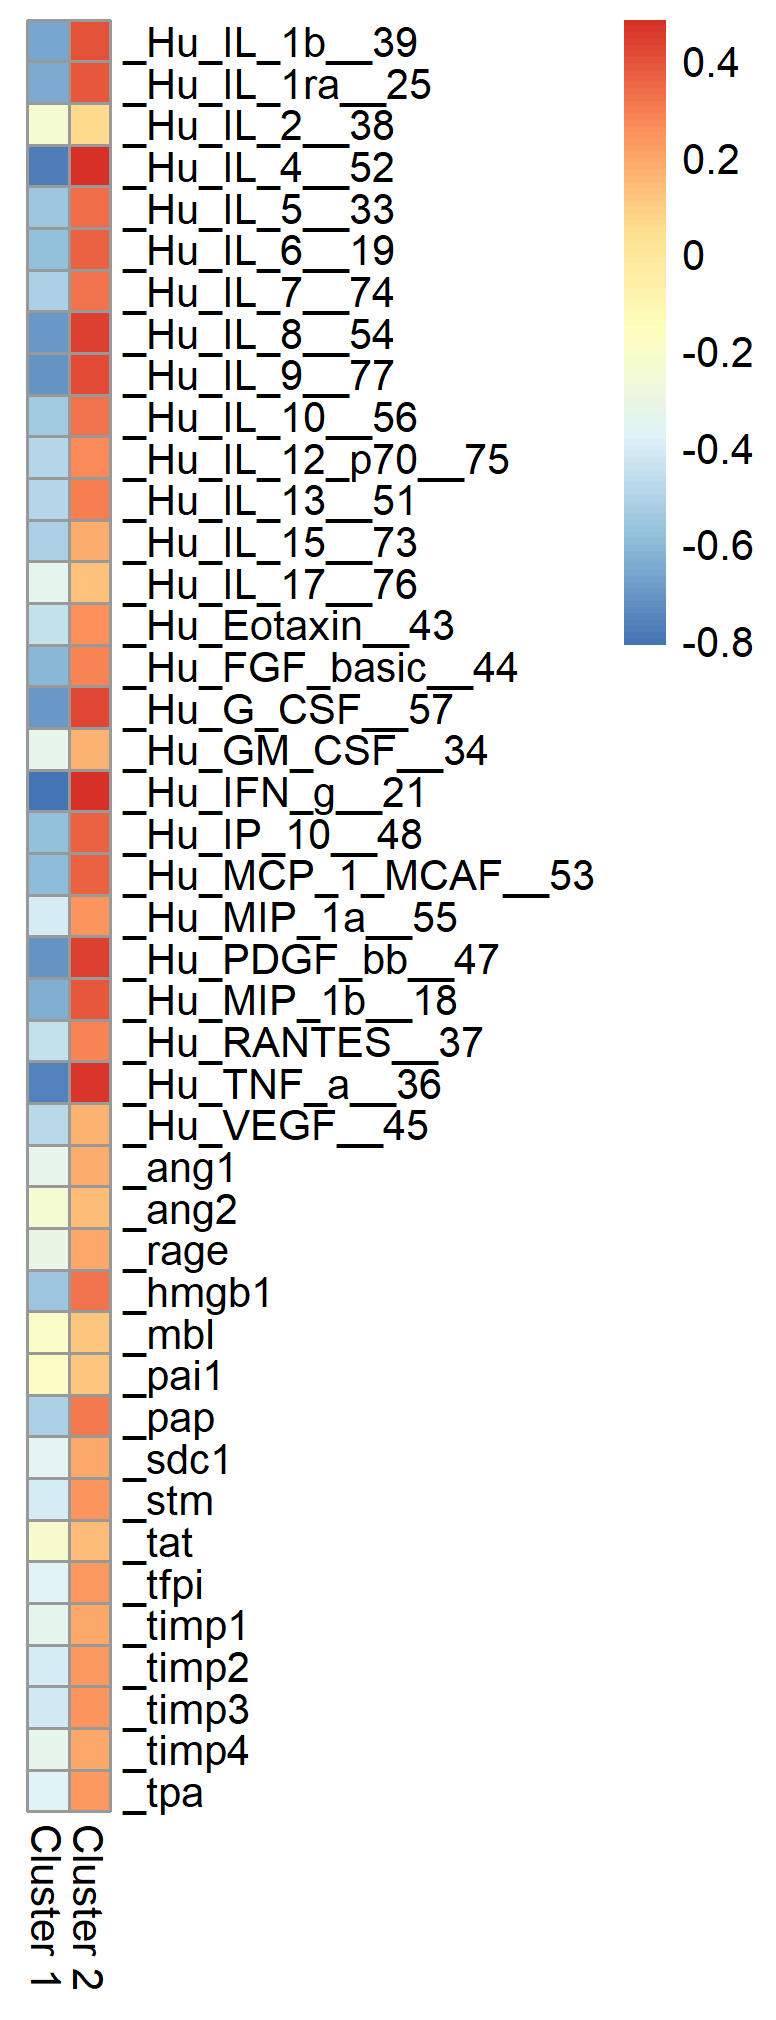 _Hu_IL_1b__39
_Hu_IL_1ra__25
_Hu_IL_2__38
_Hu_IL_4__52
_Hu_IL_5__33
_Hu_IL_6__19
_Hu_IL_7__74
_Hu_IL_8__54
_Hu_IL_9__77
_Hu_IL_10__56
_Hu_IL_12_p70__75
_Hu_IL_13__51
_Hu_IL_15__73
_Hu_IL_17__76
_Hu_Eotaxin__43
_Hu_FGF_basic__44
_Hu_G_CSF__57
_Hu_GM_CSF__34
_Hu_IFN_g__21
_Hu_IP_10__48
_Hu_MCP_1_MCAF__53
_Hu_MIP_1a__55
_Hu_PDGF_bb__47
_Hu_MIP_1b__18
_Hu_RANTES__37
_Hu_TNF_a__36
_Hu_VEGF__45
_ang1
_ang2
_rage
_hmgb1
_mbl
_pai1
_pap
_sdc1
_stm
_tat
_tfpi
_timp1
_timp2
_timp3
_timp4
_tpa
Cluster 1
Cluster 2
0.4
0.2
0
-0.2
-0.4
-0.6
-0.8